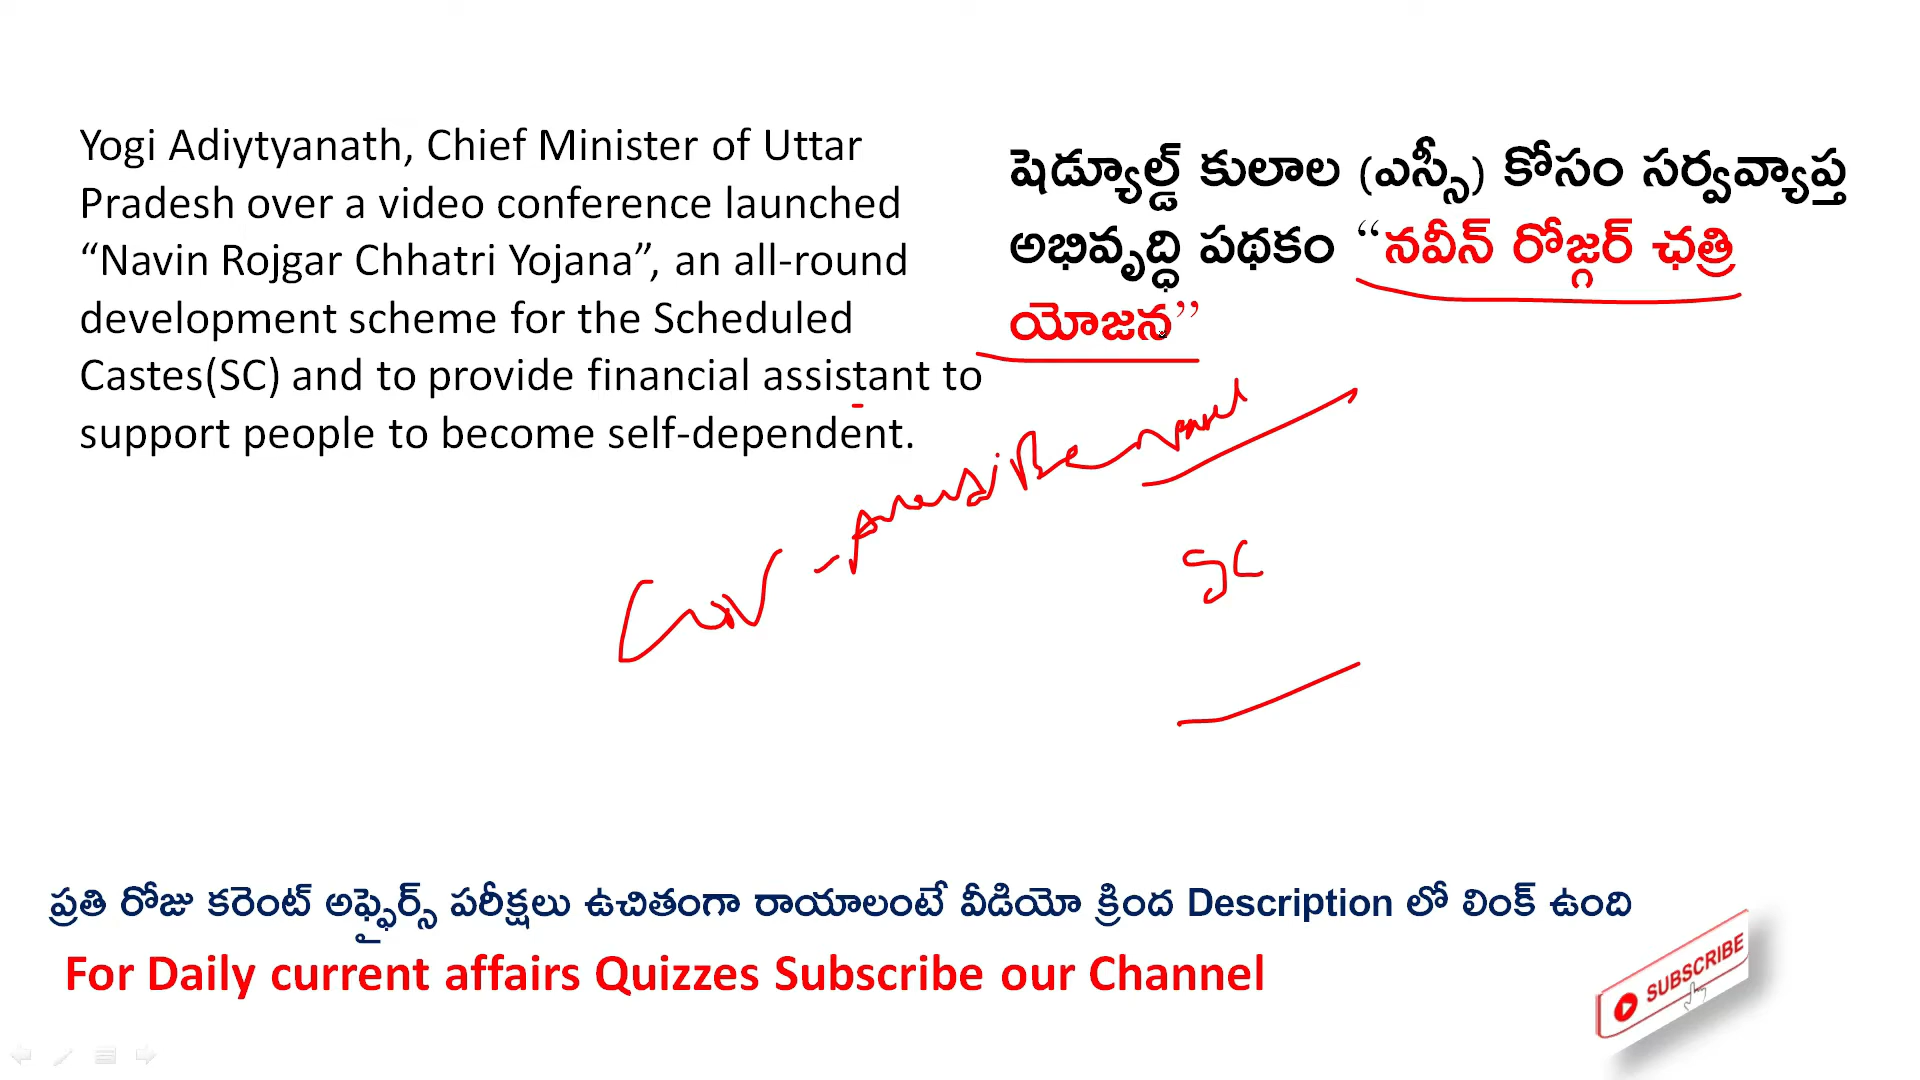 Yogi Adiytyanath, Chief Minister of Uttar
Pradesh over a video conference launched
“Navin Rojgar Chhatri Yojana”, an all-round
development scheme for the Scheduled
Castes(SC) and to provide financial assistant to
support people to become self-dependent.
షెడ్యూల్డ్ కులాల (ఎస్సీ) కోసం సర్వవ్యాప్త
అభివృద్ధి పథకం “నవీన్ రోజ్గర్ ఛత్రి
యోజన”
SC
ప్రతి రోజు కరెంట్ అఫ్ఫైర్స్ పరీక్షలు ఉచితంగా రాయాలంటే వీడియో క్రింద Description లో లింక్ ఉంది
For Daily current affairs Quizzes Subscribe our Channel
SUBSCRIBE